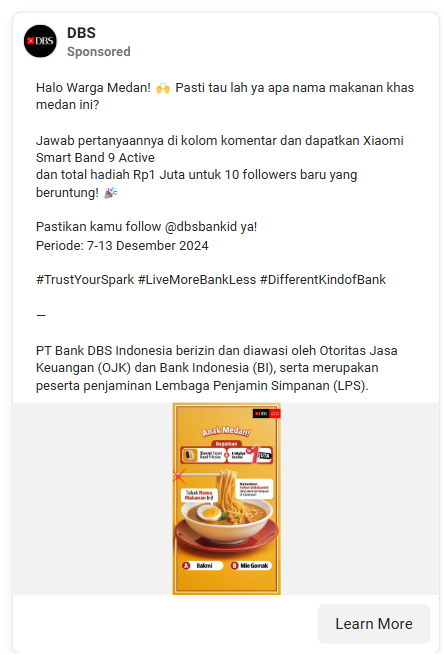 DBS
Sponsored
Halo Warga Medan! 🙌 Pasti tau lah ya apa nama makanan khas
medan ini?
Jawab pertanyaannya di kolom komentar dan dapatkan Xiaomi
Smart Band 9 Active
dan total hadiah Rp1 Juta untuk 10 followers baru yang
beruntung! 🎉
Pastikan kamu follow @dbsbankid ya!
Periode: 7-13 Desember 2024
#TrustYourSpark #LiveMoreBankLess #DifferentKindofBank
—
PT Bank DBS Indonesia berizin dan diawasi oleh Otoritas Jasa
Keuangan (OJK) dan Bank Indonesia (BI), serta merupakan
peserta penjaminan Lembaga Penjamin Simpanan (LPS).
DBS
Anak Medan!
Dapatkan
Xiaomi Smart
Band 9 Active
Tebak Nama
Makanan Ini!
A Bakmi
B Mie Gomak
Learn More